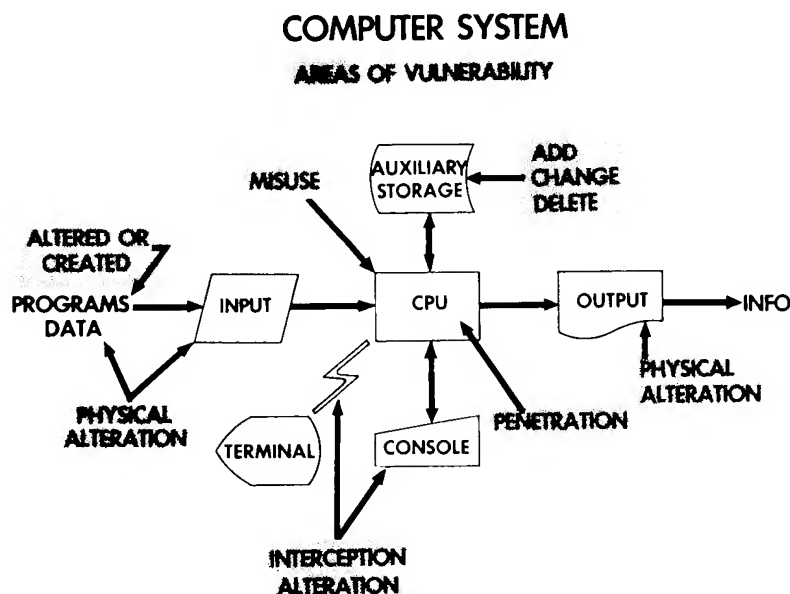 COMPUTER SYSTEM
AREAS OF VULNERABILITY
MISUSE
AUXILIARY
STORAGE
ADD
CHANGE
DELETE
ALTERED OR
CREATED
PROGRAMS
DATA
INPUT
CPU
OUTPUT
INFO
PHYSICAL
ALTERATION
TERMINAL
CONSOLE
PENETRATION
PHYSICAL
ALTERATION
INTERCEPTION
ALTERATION